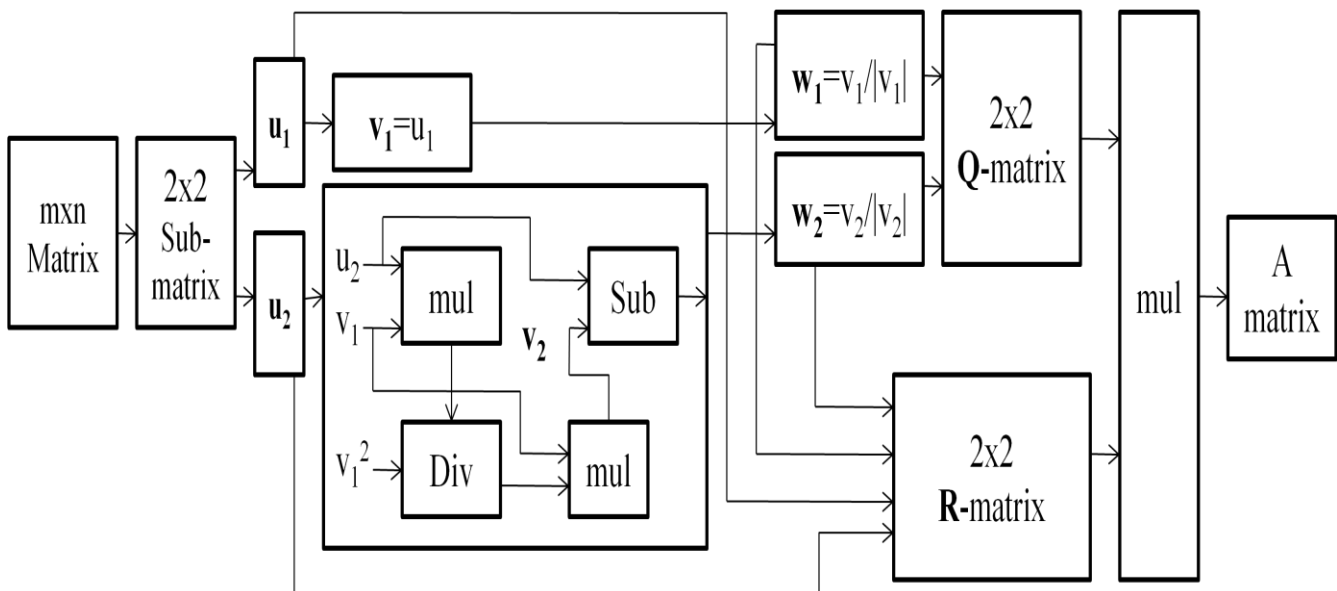 mxn
Matrix
2x2
Sub-
matrix
u₁
u₂
v₁=u₁
u₂
v₁
v₁²
mul
Div
v₂
Sub
mul
w₁=v₁/|v₁|
w₂=v₂/|v₂|
2x2
Q-matrix
2x2
R-matrix
mul
A
matrix